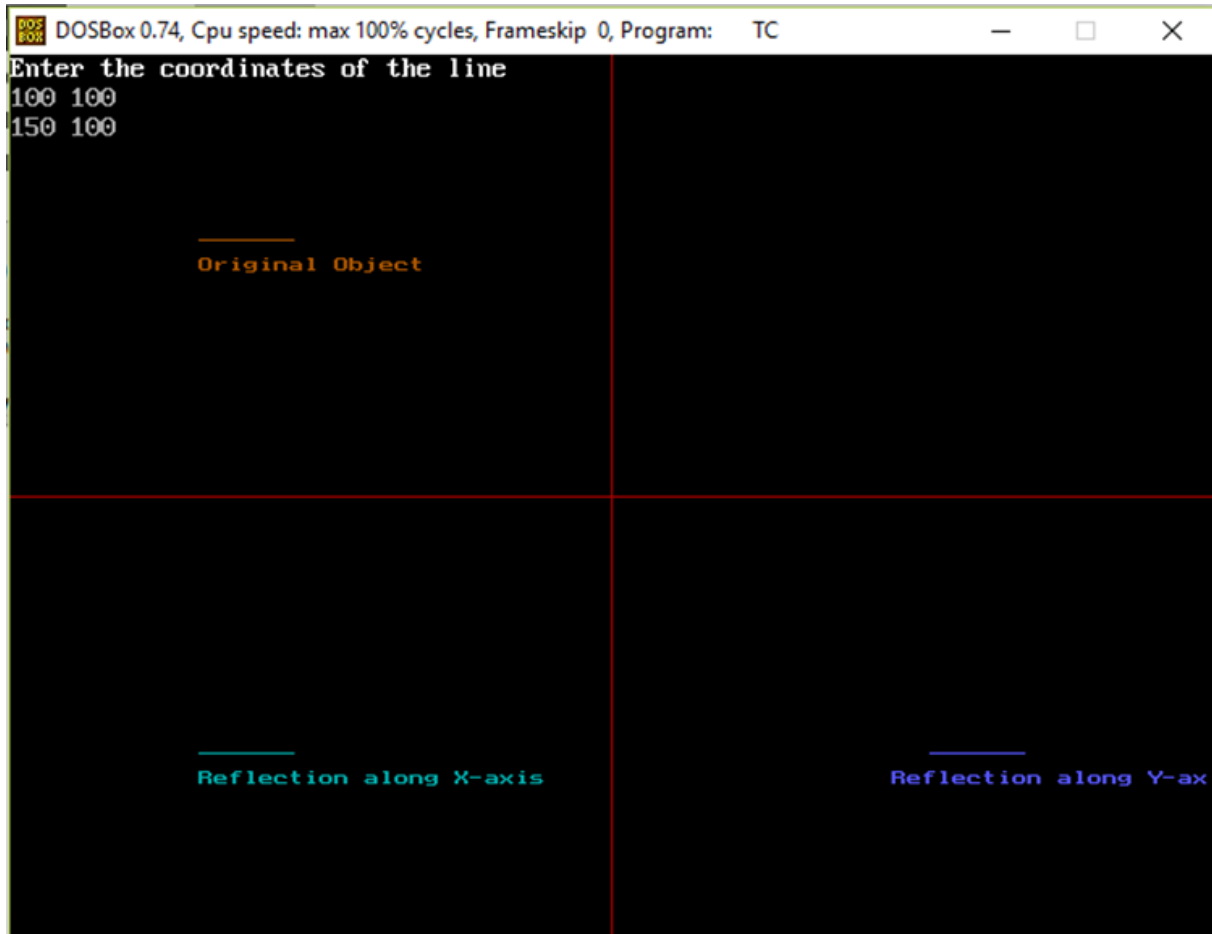 DOSBox 0.74, Cpu speed: max 100% cycles, Frameskip 0, Program: TC
Enter the coordinates of the line
100 100
150 100
Original Object
Reflection along X-axis
Reflection along Y-ax